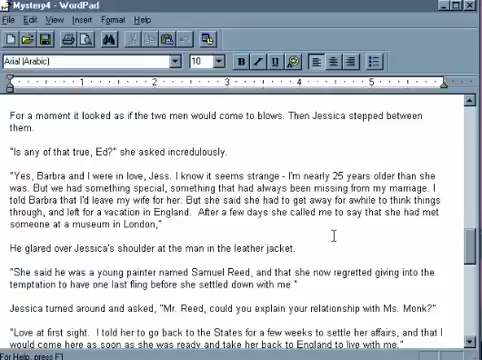 Mystery4 - WordPad
File Edit View Insert Format Help
Arial (Arabic) 10
1 2 3 4 5
For a moment it looked as if the two men would come to blows. Then Jessica stepped between
them.
"Is any of that true, Ed?" she asked incredulously.
"Yes, Barbra and I were in love, Jess. I know it seems strange - I'm nearly 25 years older than she
was. But we had something special, something that had always been missing from my marriage. I
told Barbra that I'd leave my wife for her. But she said she had to get away for awhile to think things
through, and left for a vacation in England. After a few days she called me to say that she had met
someone at a museum in London,"
He glared over Jessica's shoulder at the man in the leather jacket.
"She said he was a young painter named Samuel Reed, and that she now regretted giving into the
temptation to have one last fling before she settled down with me."
Jessica turned around and asked, "Mr. Reed, could you explain your relationship with Ms. Monk?"
"Love at first sight. I told her to go back to the States for a few weeks to settle her affairs, and that I
would come here as soon as she was ready and take her back to England to live with me."
For Help, press F1